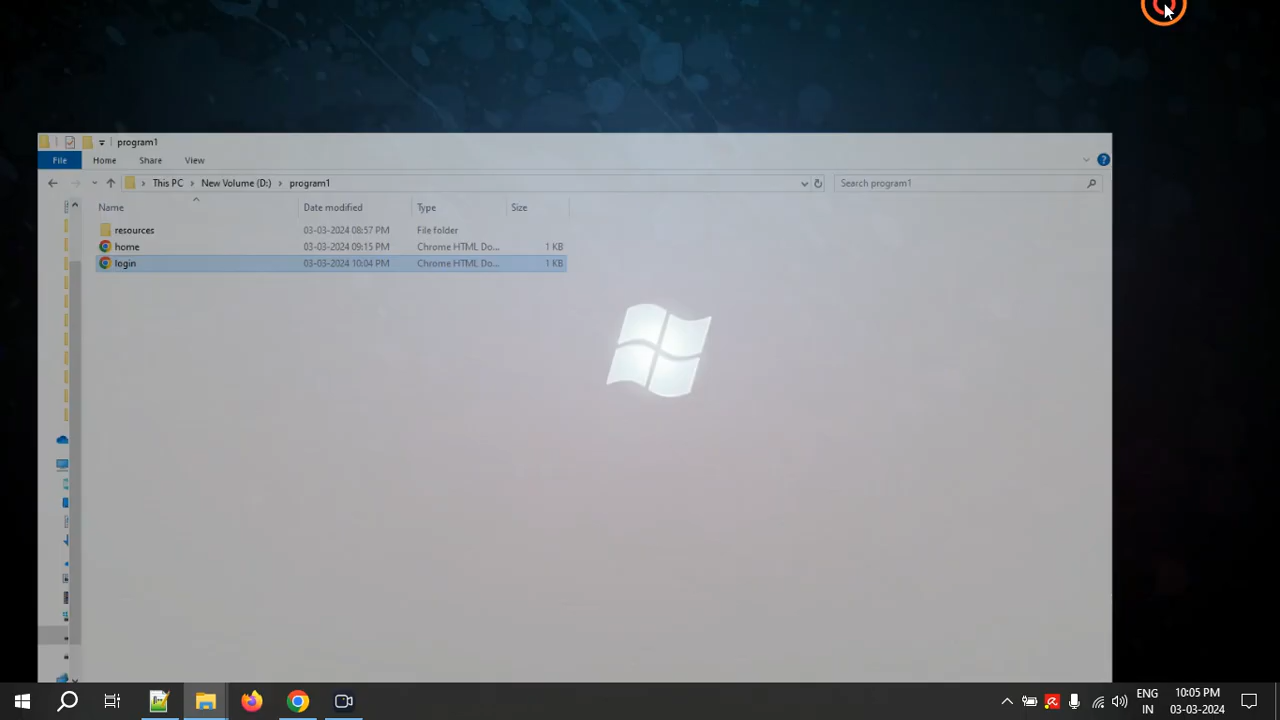 program1
File Home Share View
This PC New Volume (D:) program1 Search program1
Name Date modified Type Size
resources 03-03-2024 08:57 PM File folder
home 03-03-2024 09:15 PM Chrome HTML Do... 1 KB
login 03-03-2024 10:04 PM Chrome HTML Do... 1 KB
ENG 10:05 PM
IN 03-03-2024